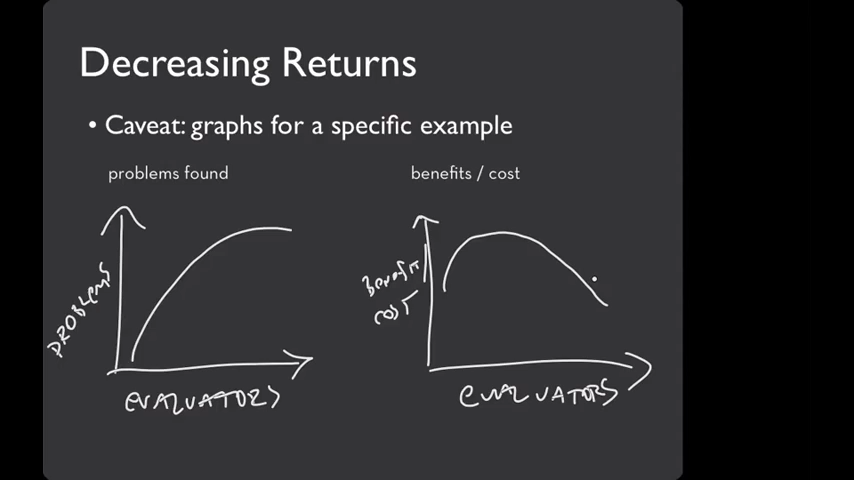 Decreasing Returns
• Caveat: graphs for a specific example
problems found
benefits / cost
PROBLEMS
EVALUATORS
Benefit
cost
EVALUATORS